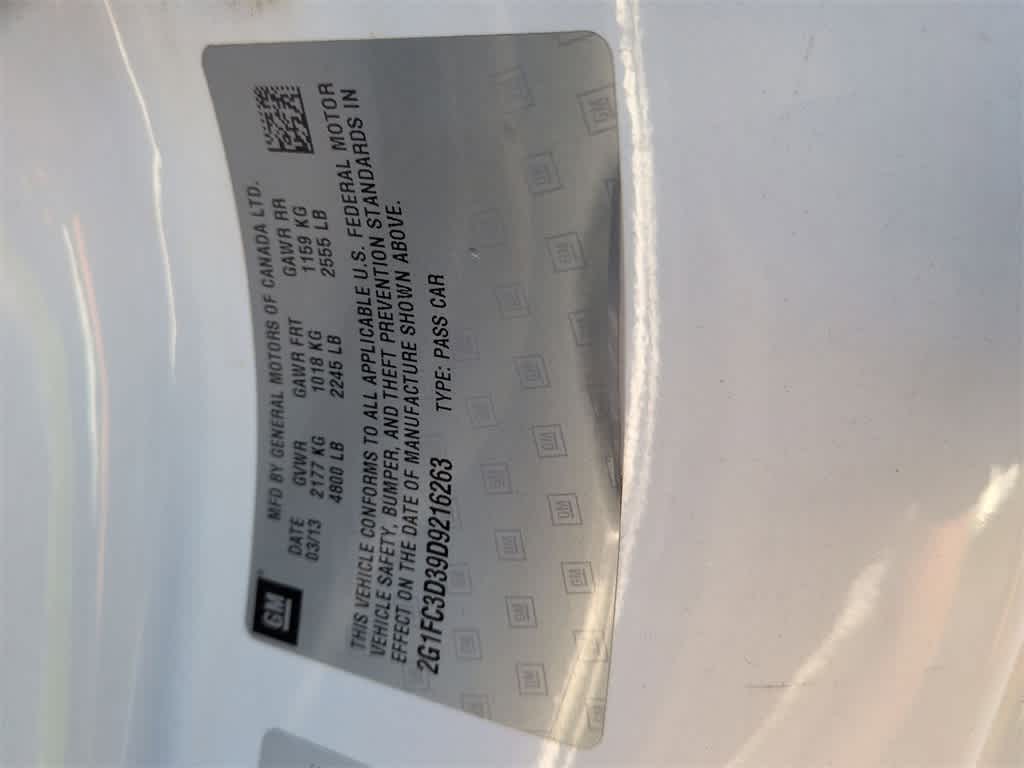 GM
MFD BY GENERAL MOTORS OF CANADA LTD.
DATE GVWR GAWR FRT GAWR RR
03/13 2177 KG 1018 KG 1159 KG
4800 LB 2245 LB 2555 LB
THIS VEHICLE CONFORMS TO ALL APPLICABLE U.S. FEDERAL MOTOR
VEHICLE SAFETY, BUMPER, AND THEFT PREVENTION STANDARDS IN
EFFECT ON THE DATE OF MANUFACTURE SHOWN ABOVE.
2G1FC3D39D9216263 TYPE: PASS CAR